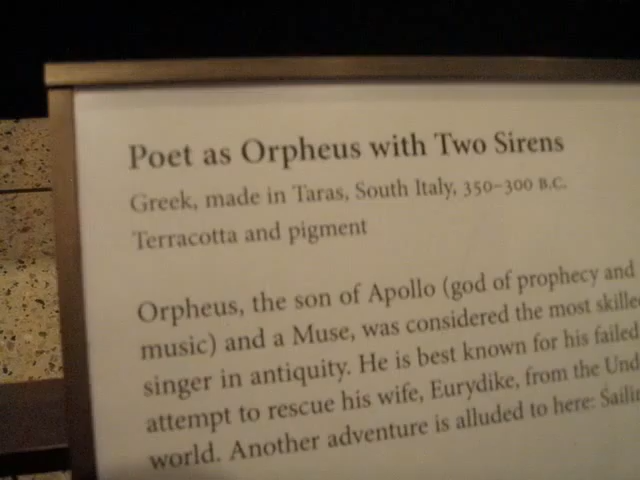 Poet as Orpheus with Two Sirens
Greek, made in Taras, South Italy, 350–300 B.C.
Terracotta and pigment
Orpheus, the son of Apollo (god of prophecy and
music) and a Muse, was considered the most skille
singer in antiquity. He is best known for his failed
attempt to rescue his wife, Eurydike, from the Und
world. Another adventure is alluded to here: Sailin